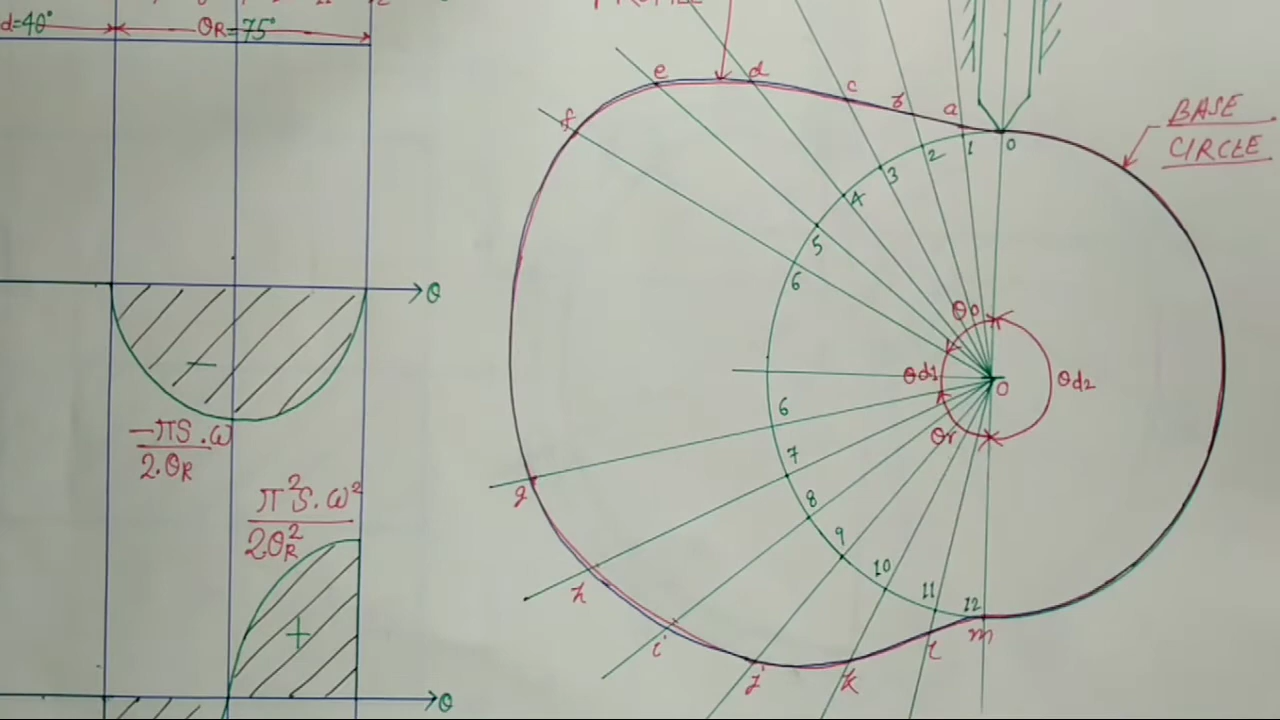 d=40°
θR=75°
θ
-πS.ω
2.θR
π²S.ω²
2θR²
θ
PROFILE
BASE
CIRCLE
e
d
c
b
a
f
0
1
2
3
4
5
6
θo
θd1
O
θd2
θr
6
7
8
9
10
11
12
g
h
i
j
k
l
m